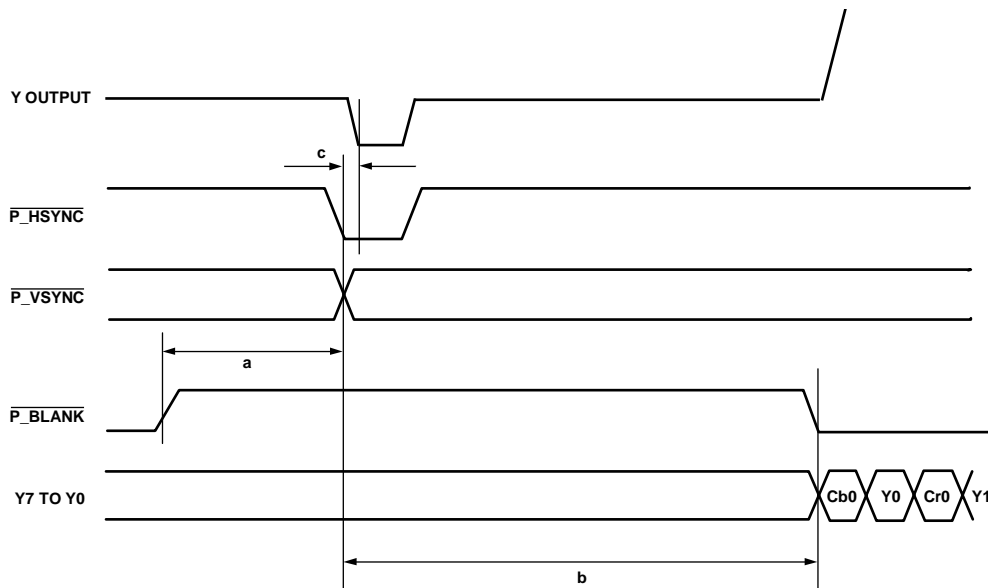 Y OUTPUT
c
P_HSYNC
P_VSYNC
a
P_BLANK
Y7 TO Y0
Cb0 Y0 Cr0 Y1
b